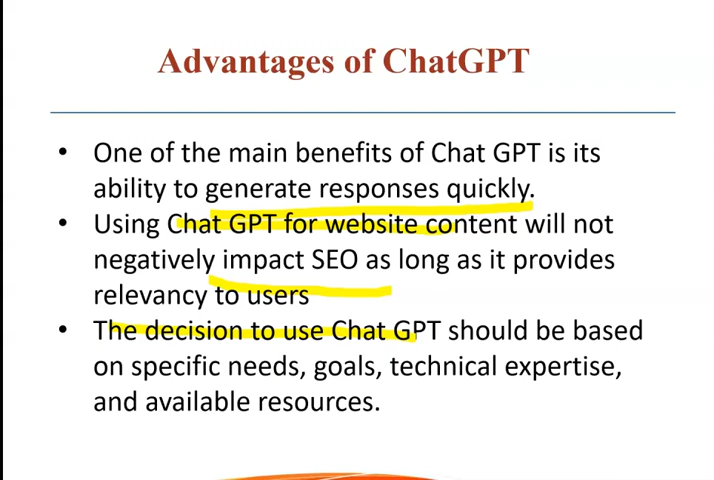 Advantages of ChatGPT
• One of the main benefits of Chat GPT is its
ability to generate responses quickly.
• Using Chat GPT for website content will not
negatively impact SEO as long as it provides
relevancy to users
• The decision to use Chat GPT should be based
on specific needs, goals, technical expertise,
and available resources.